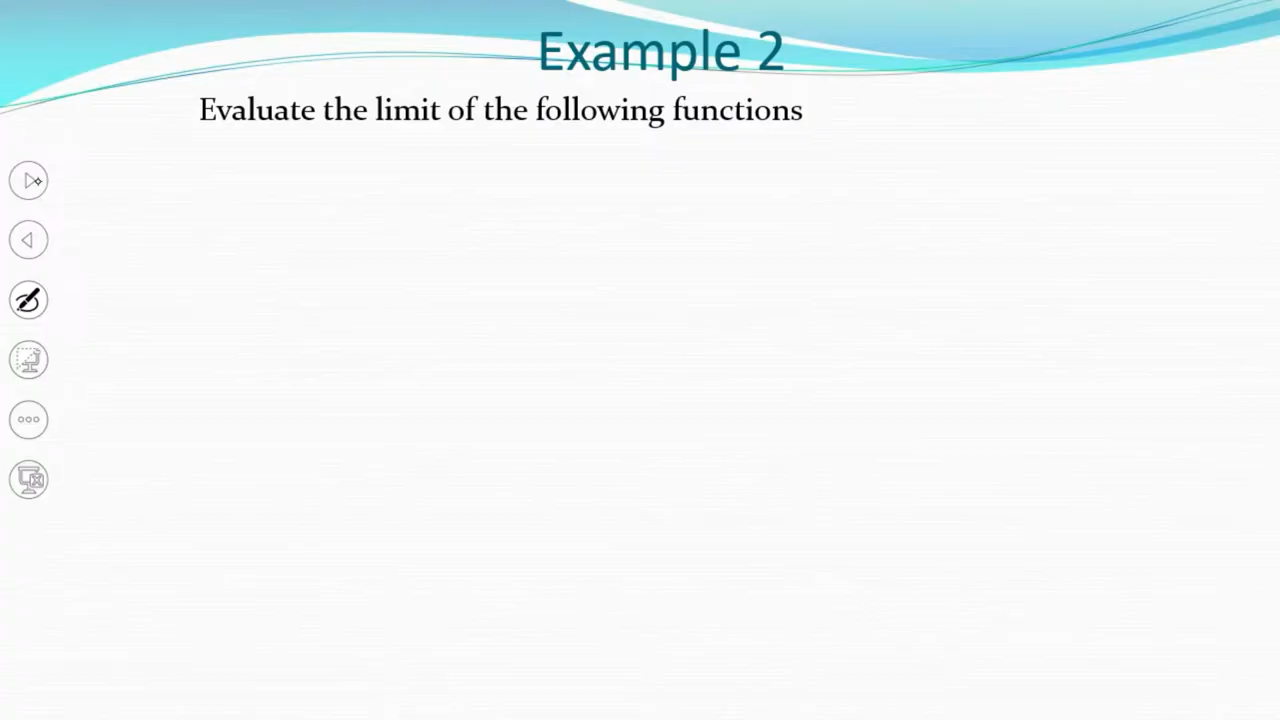 Example 2
Evaluate the limit of the following functions